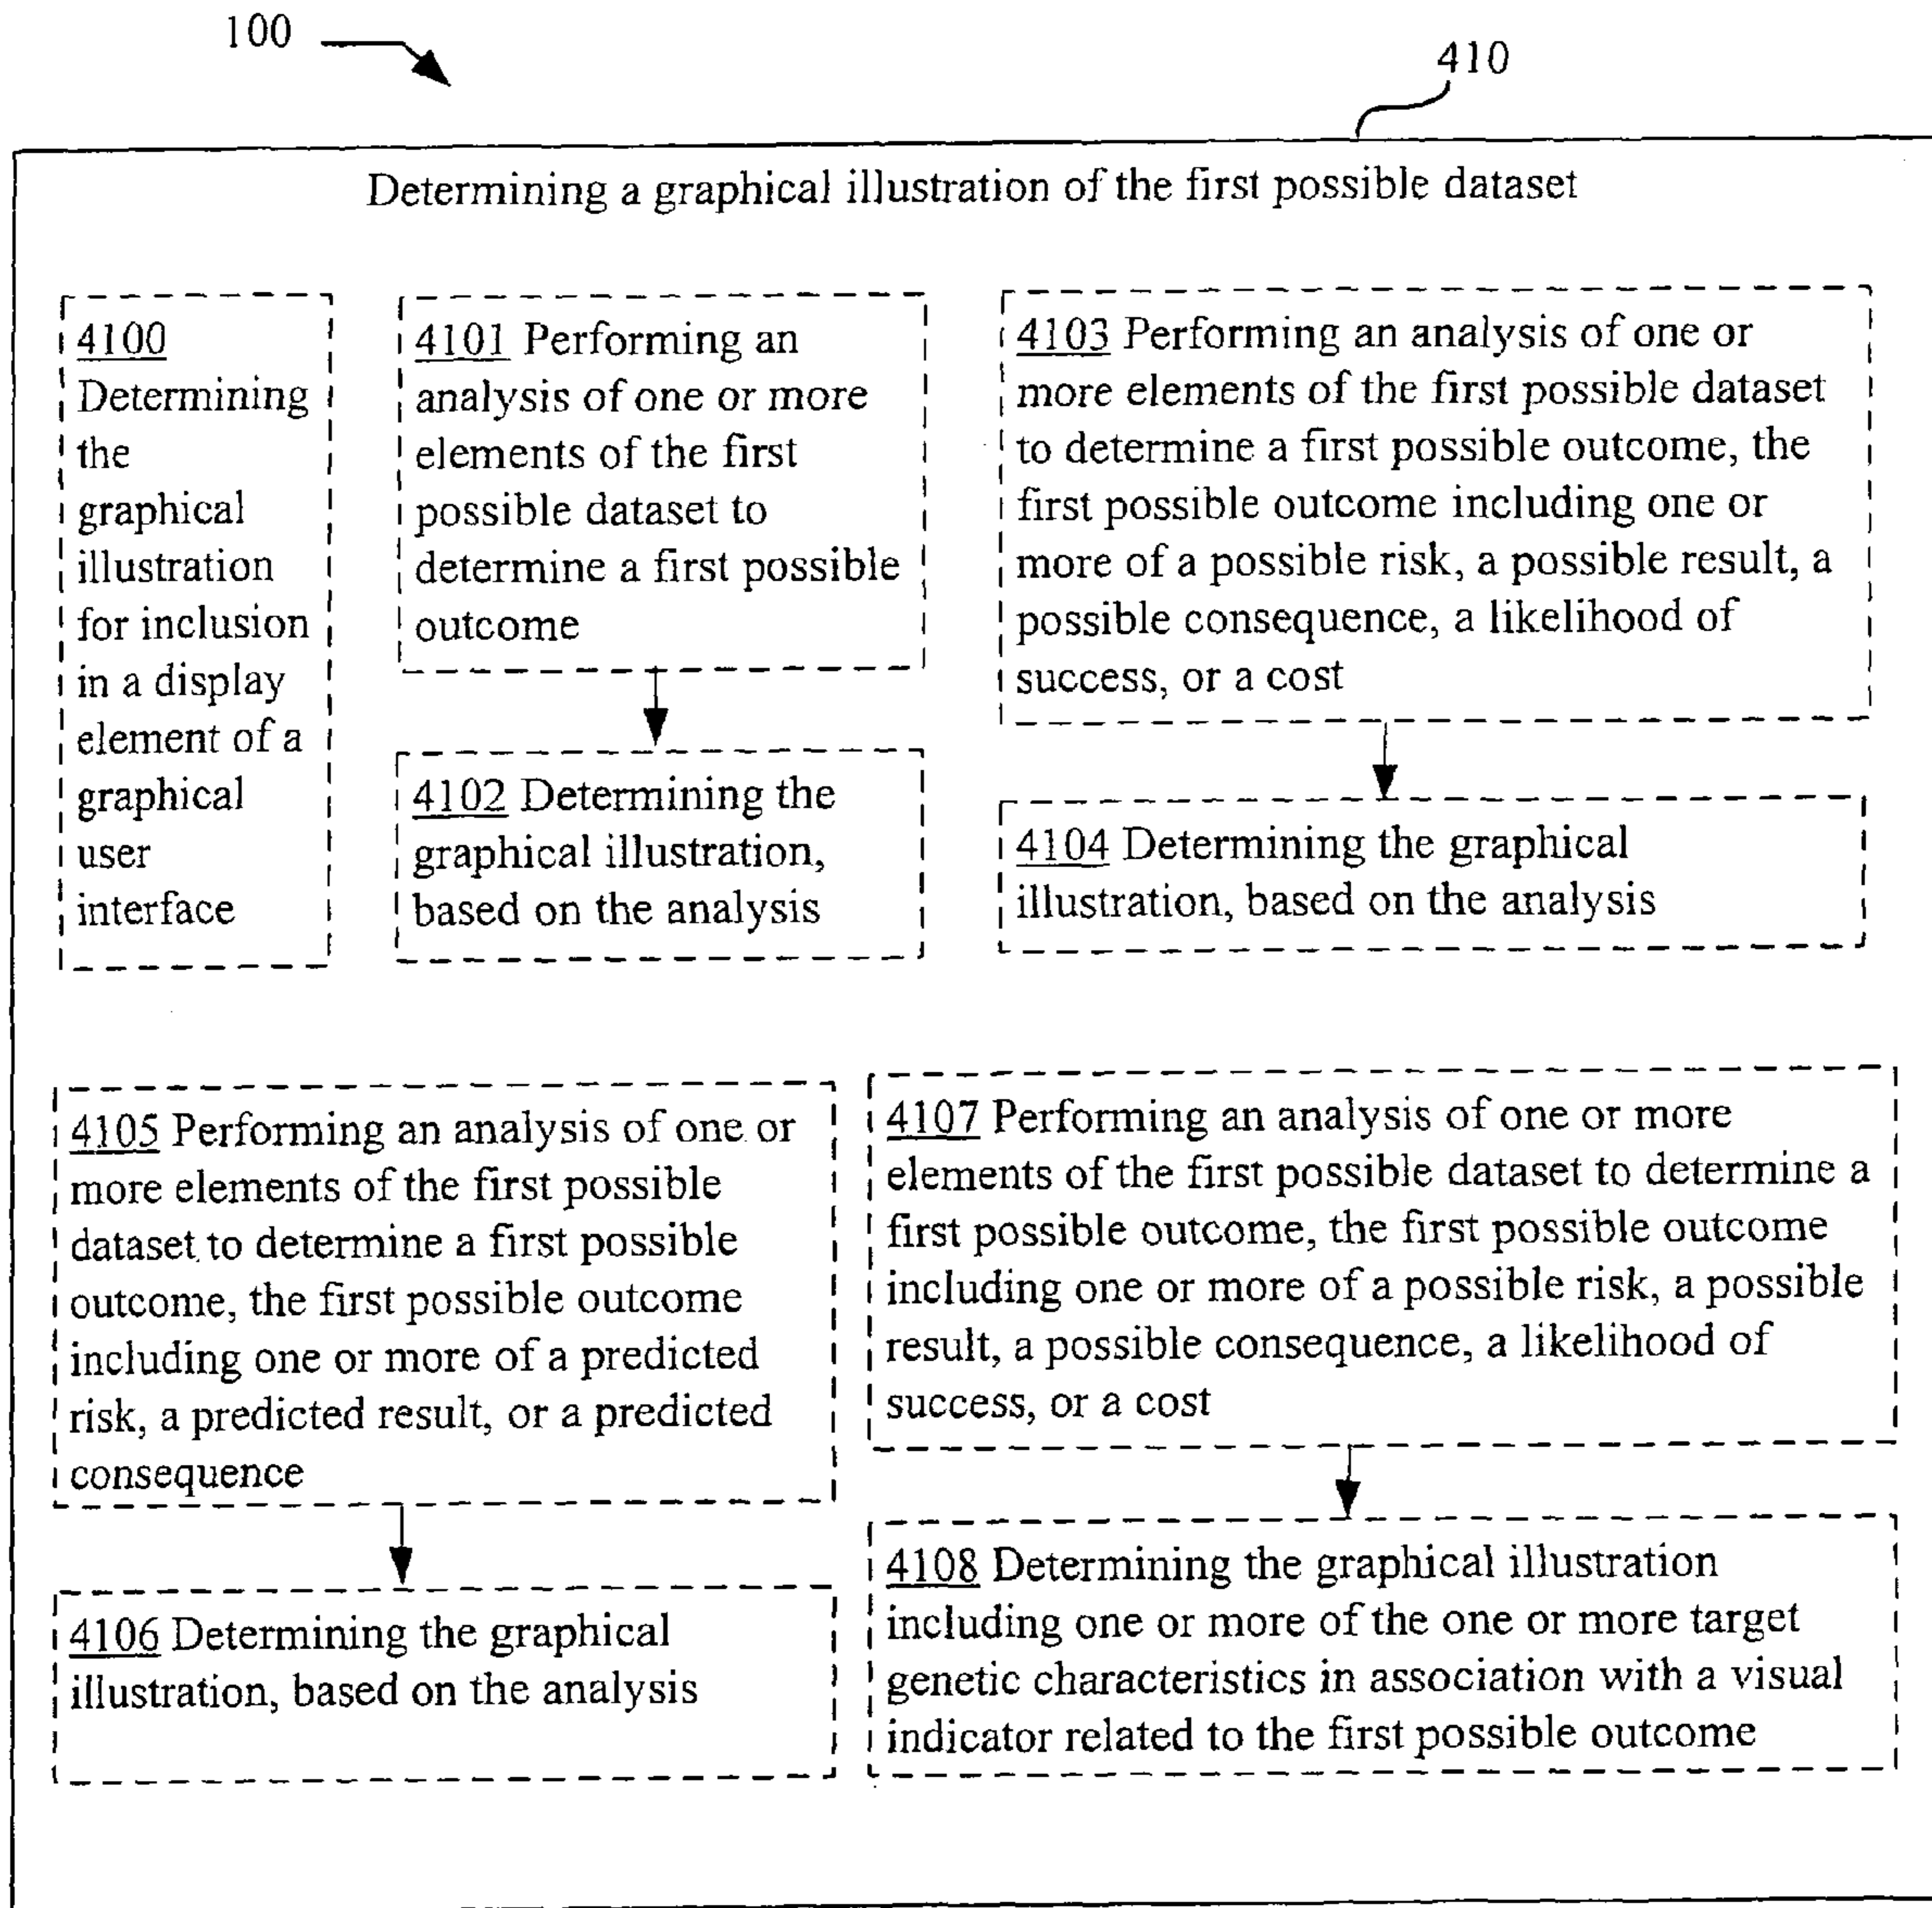 100
410
Determining a graphical illustration of the first possible dataset
4100
Determining
the
graphical
illustration
for inclusion
in a display
element of a
graphical
user
interface
4101 Performing an
analysis of one or more
elements of the first
possible dataset to
determine a first possible
outcome
4102 Determining the
graphical illustration,
based on the analysis
4103 Performing an analysis of one or
more elements of the first possible dataset
to determine a first possible outcome, the
first possible outcome including one or
more of a possible risk, a possible result, a
possible consequence, a likelihood of
success, or a cost
4104 Determining the graphical
illustration, based on the analysis
4105 Performing an analysis of one or
more elements of the first possible
dataset to determine a first possible
outcome, the first possible outcome
including one or more of a predicted
risk, a predicted result, or a predicted
consequence
4106 Determining the graphical
illustration, based on the analysis
4107 Performing an analysis of one or more
elements of the first possible dataset to determine a
first possible outcome, the first possible outcome
including one or more of a possible risk, a possible
result, a possible consequence, a likelihood of
success, or a cost
4108 Determining the graphical illustration
including one or more of the one or more target
genetic characteristics in association with a visual
indicator related to the first possible outcome